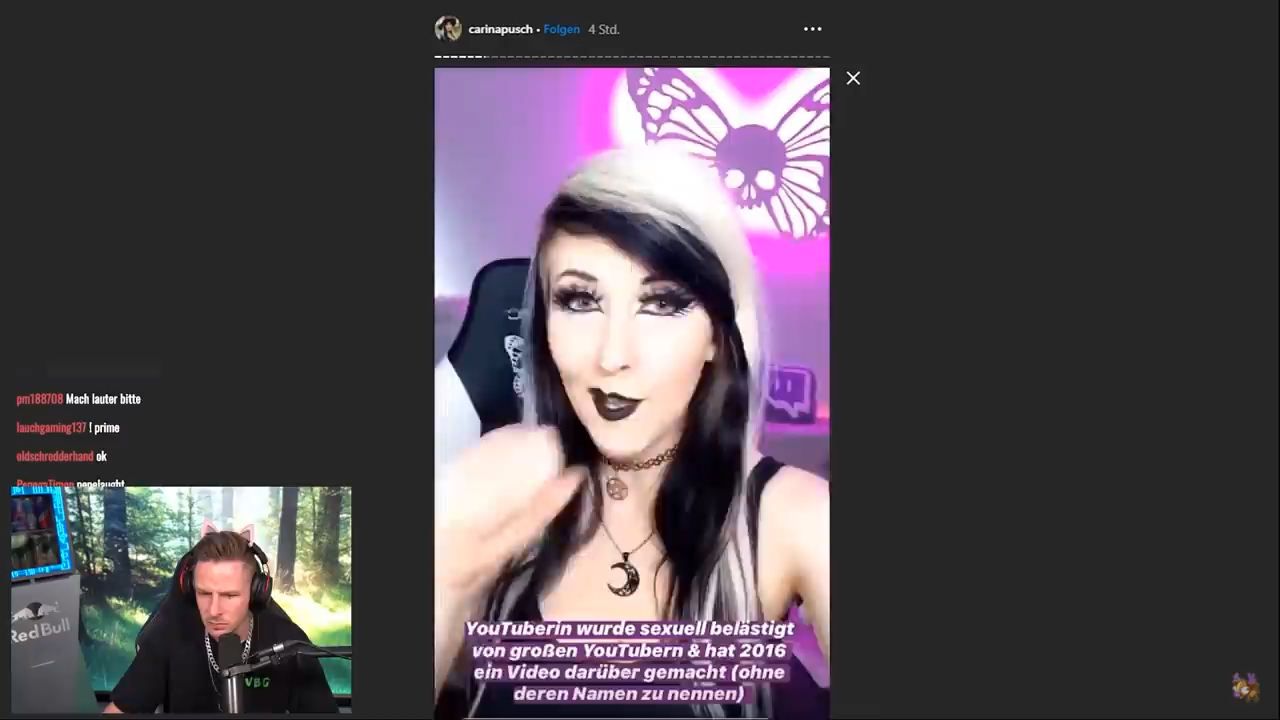 carinapusch • Folgen 4 Std.
pm188708 Mach lauter bitte
lauchgaming137 ! prime
oldschredderhand ok
pepelaught
Red Bull
VBG
YouTuberin wurde sexuell belästigt
von großen YouTubern & hat 2016
ein Video darüber gemacht (ohne
deren Namen zu nennen)